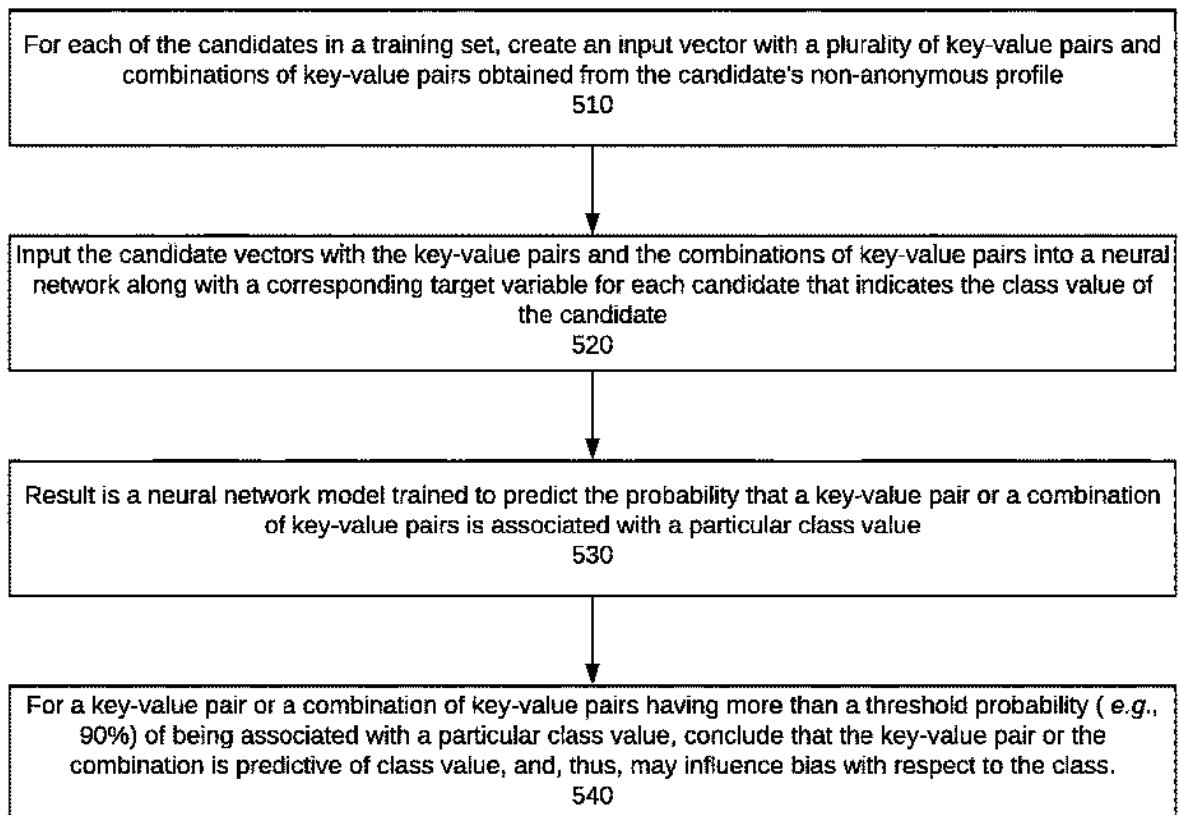 For each of the candidates in a training set, create an input vector with a plurality of key-value pairs and
combinations of key-value pairs obtained from the candidate's non-anonymous profile
510
Input the candidate vectors with the key-value pairs and the combinations of key-value pairs into a neural
network along with a corresponding target variable for each candidate that indicates the class value of
the candidate
520
Result is a neural network model trained to predict the probability that a key-value pair or a combination
of key-value pairs is associated with a particular class value
530
For a key-value pair or a combination of key-value pairs having more than a threshold probability ( e.g.,
90%) of being associated with a particular class value, conclude that the key-value pair or the
combination is predictive of class value, and, thus, may influence bias with respect to the class.
540